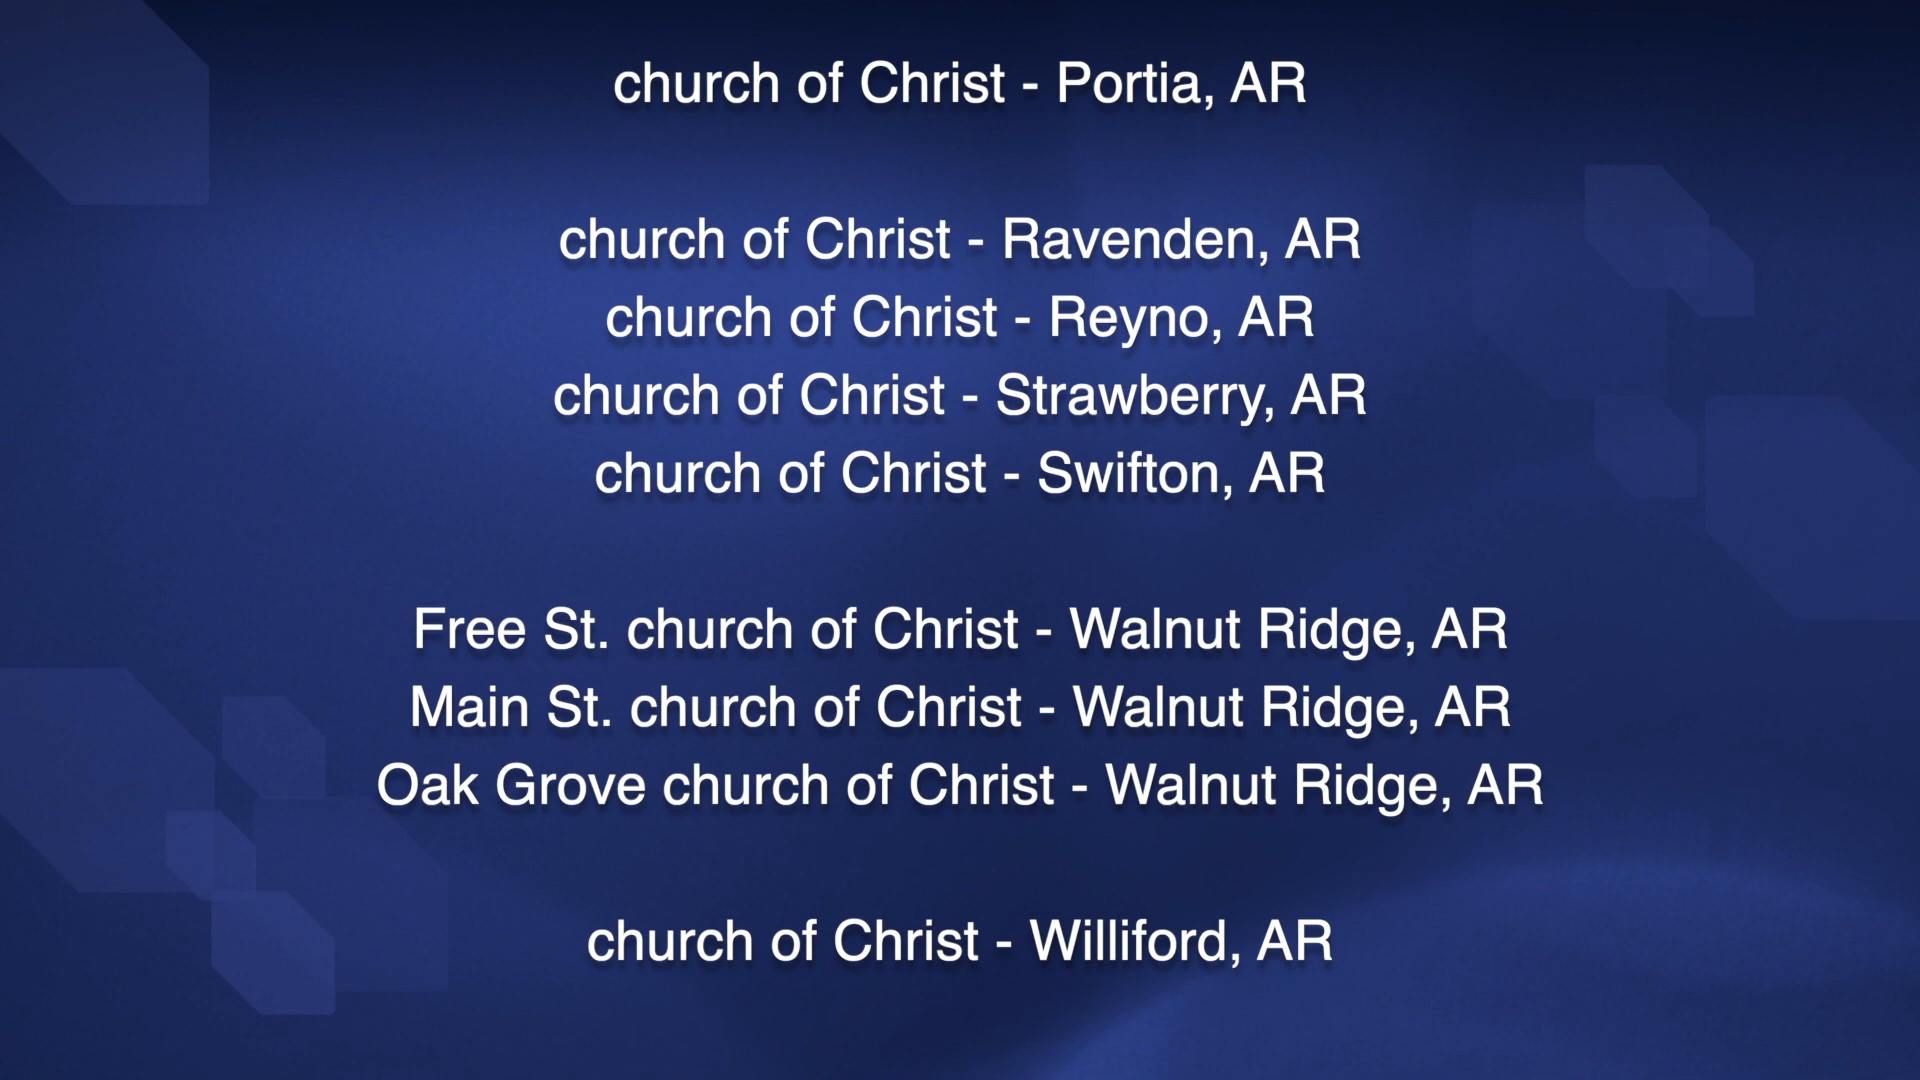 church of Christ - Portia, AR
church of Christ - Ravenden, AR
church of Christ - Reyno, AR
church of Christ - Strawberry, AR
church of Christ - Swifton, AR
Free St. church of Christ - Walnut Ridge, AR
Main St. church of Christ - Walnut Ridge, AR
Oak Grove church of Christ - Walnut Ridge, AR
church of Christ - Williford, AR